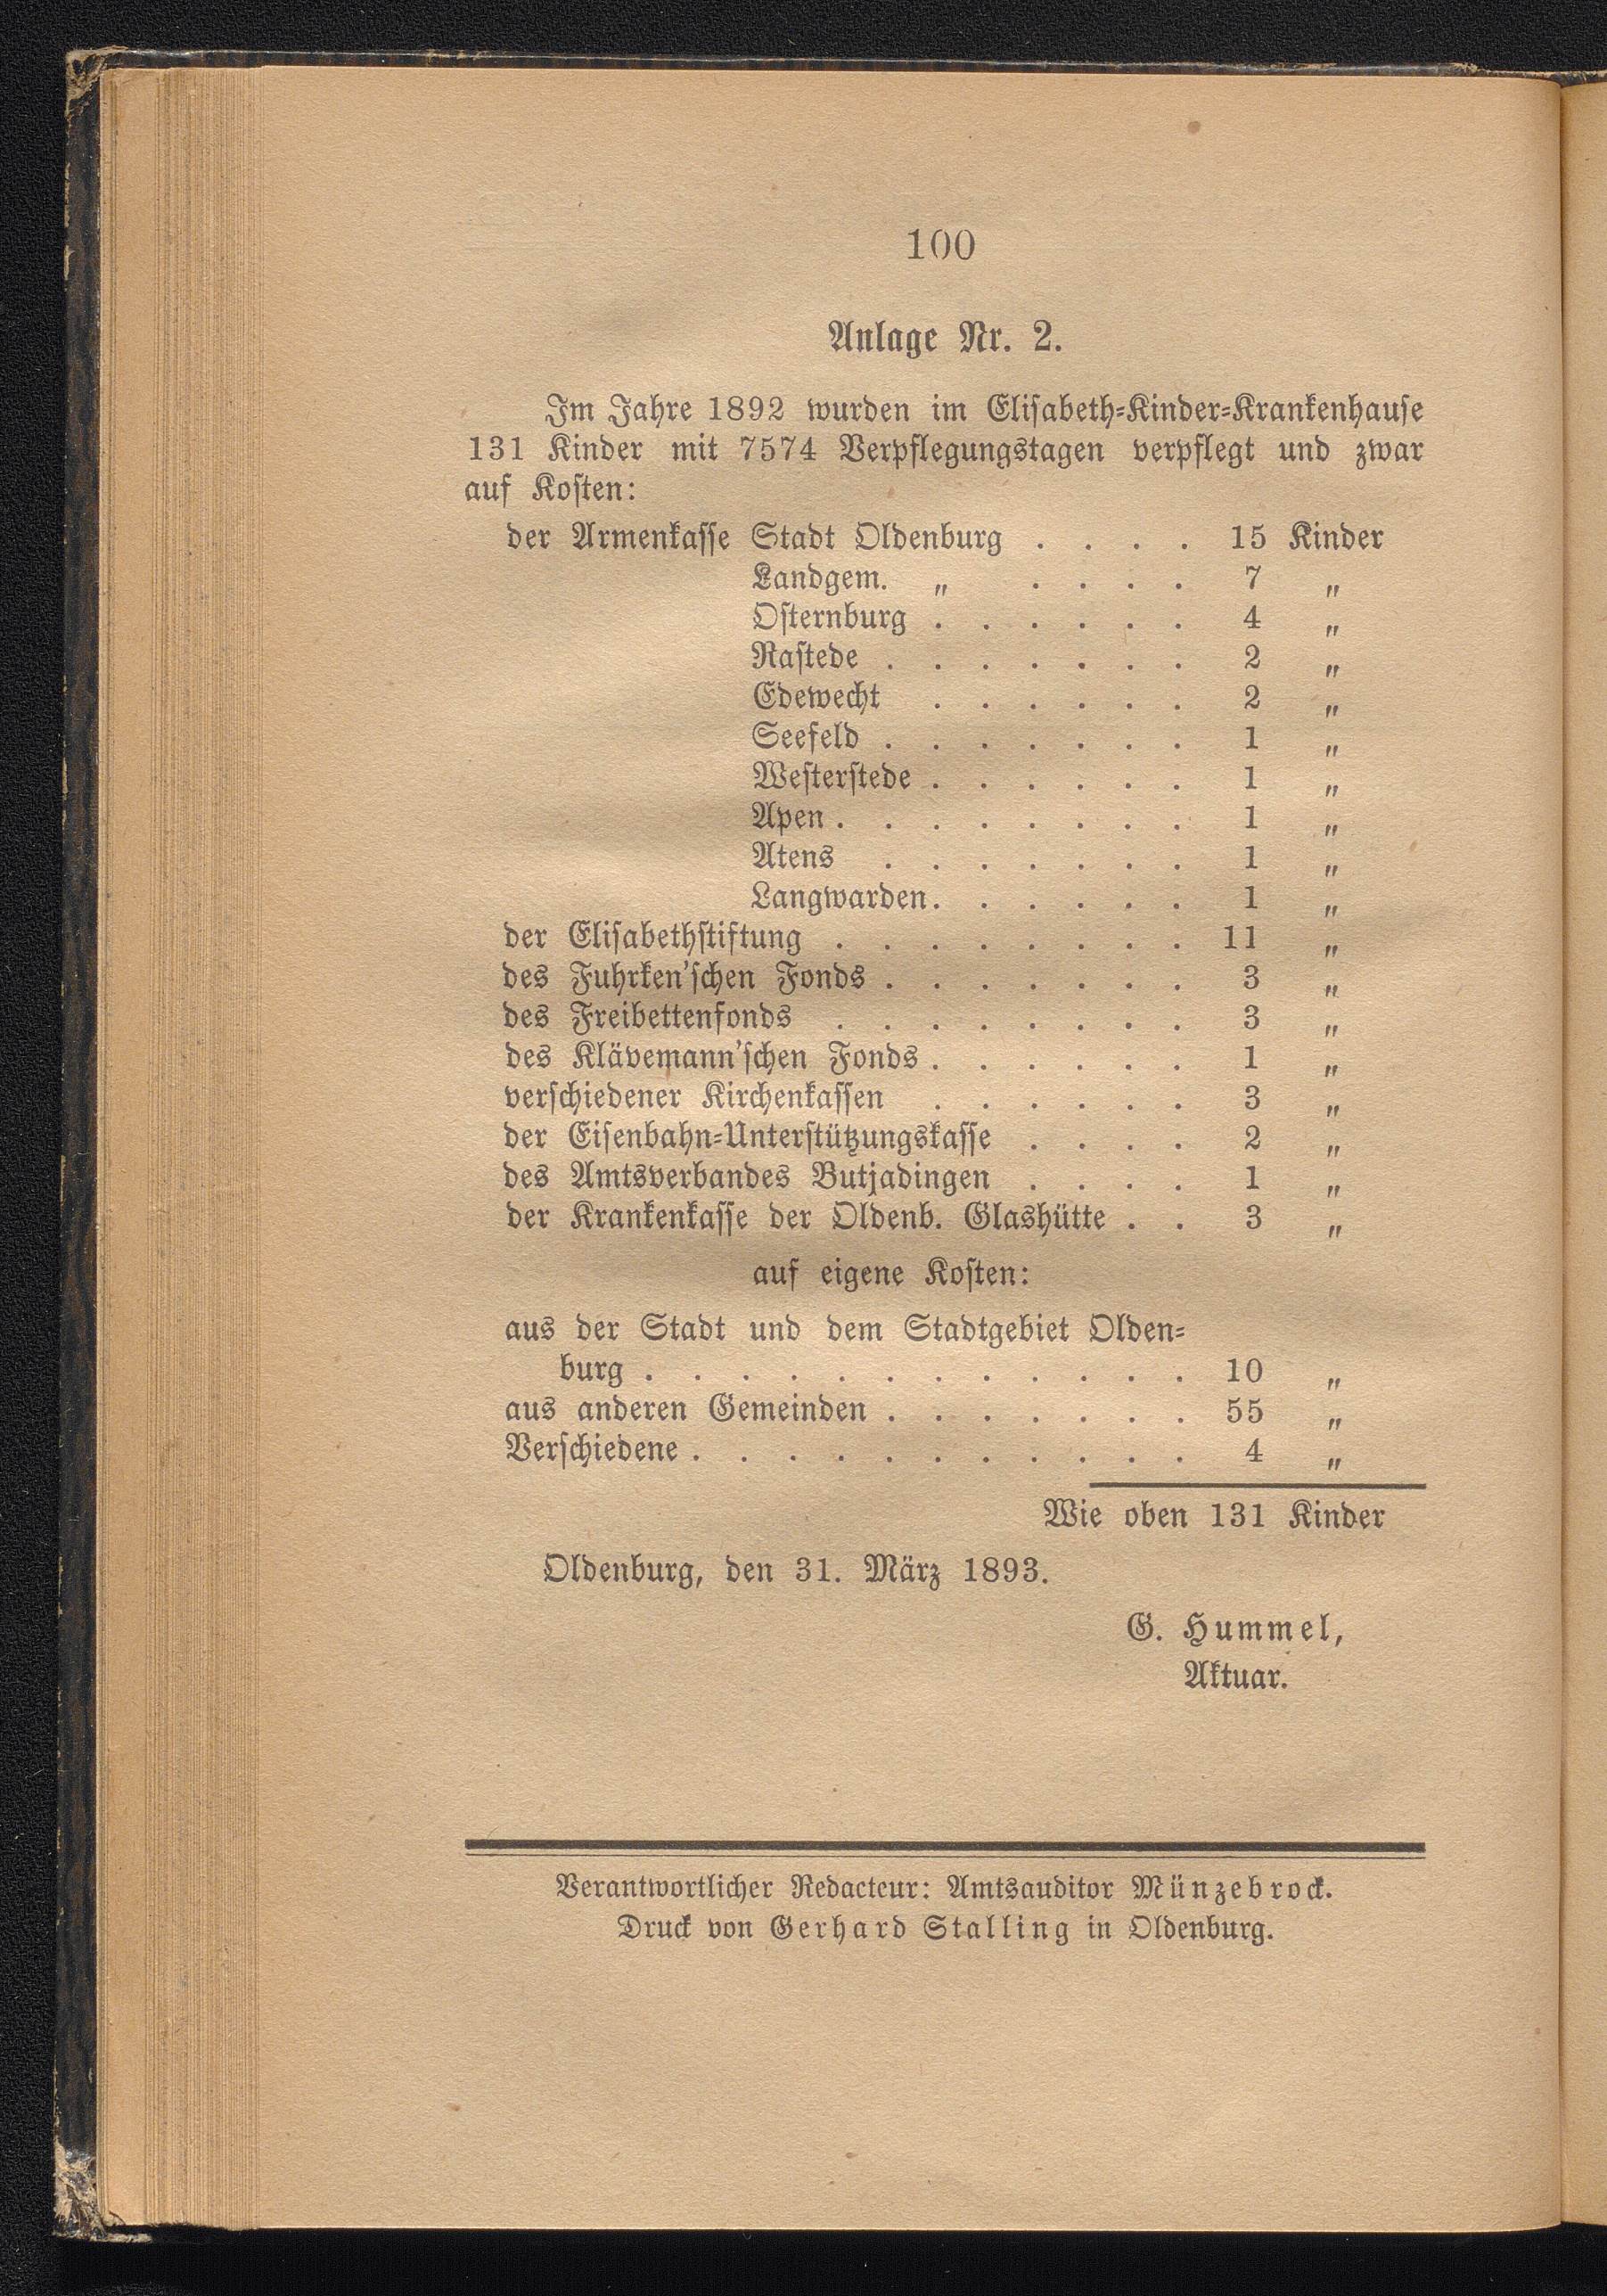 100
Anlage Nr. 2.
Im Jahre 1892 wurden im Elisabeth-Kinder-Krankenhause
131 Kinder mit 7574 Verpflegungstagen verpflegt und zwar
auf Kosten:
der Armenkasse Stadt Oldenburg . . . . 15 Kinder
Landgem. „ . . . . 7 „
Osternburg . . . . . . 4 „
Rastede . . . . . . . 2 „
Edewecht . . . . . . 2 „
Seefeld . . . . . . . 1 „
Westerstede . . . . . . 1 „
Apen . . . . . . . . 1 „
Atens . . . . . . . 1 „
Langwarden . . . . . . 1 „
der Elisabethstiftung . . . . . . . . 11 „
des Fuhrken'schen Fonds . . . . . . . 3 „
des Freibettenfonds . . . . . . . . 3 „
des Klävemann'schen Fonds . . . . . . 1 „
verschiedener Kirchenkassen . . . . . . 3 „
der Eisenbahn-Unterstützungskasse . . . . 2 „
des Amtsverbandes Butjadingen . . . . 1 „
der Krankenkasse der Oldenb. Glashütte . . 3 „
auf eigene Kosten:
aus der Stadt und dem Stadtgebiet Olden-
burg . . . . . . . . . . . . 10 „
aus anderen Gemeinden . . . . . . . 55 „
Verschiedene . . . . . . . . . . . 4 „
Wie oben 131 Kinder
Oldenburg, den 31. März 1893.
G. Hummel,
Aktuar.
Verantwortlicher Redacteur: Amtsauditor Münzebrock.
Druck von Gerhard Stalling in Oldenburg.